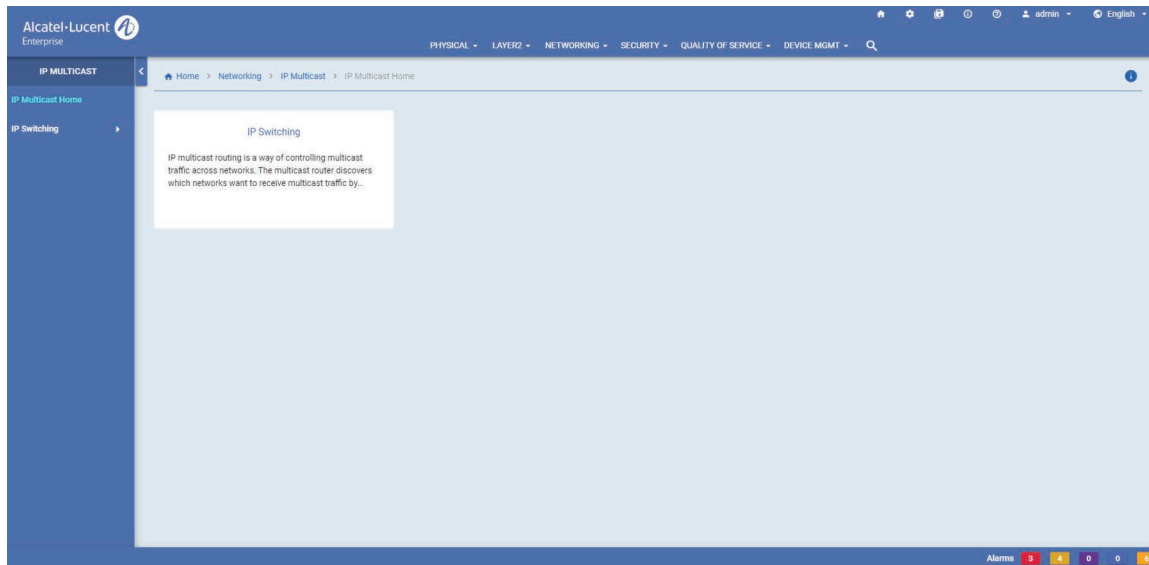 Alcatel·Lucent
Enterprise
admin
English
PHYSICAL
LAYER2
NETWORKING
SECURITY
QUALITY OF SERVICE
DEVICE MGMT
IP MULTICAST
Home > Networking > IP Multicast > IP Multicast Home
IP Multicast Home
IP Switching
IP Switching
IP multicast routing is a way of controlling multicast
traffic across networks. The multicast router discovers
which networks want to receive multicast traffic by...
Alarms 3 4 0 0 6